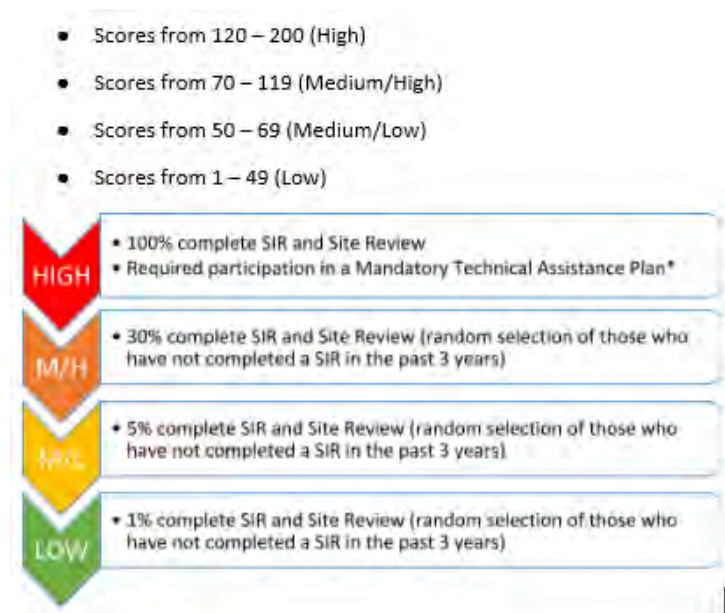 ● Scores from 120 – 200 (High)
● Scores from 70 – 119 (Medium/High)
● Scores from 50 – 69 (Medium/Low)
● Scores from 1 – 49 (Low)
HIGH
• 100% complete SIR and Site Review
• Required participation in a Mandatory Technical Assistance Plan*
M/H
• 30% complete SIR and Site Review (random selection of those who
have not completed a SIR in the past 3 years)
M/L
• 5% complete SIR and Site Review (random selection of those who
have not completed a SIR in the past 3 years)
LOW
• 1% complete SIR and Site Review (random selection of those who
have not completed a SIR in the past 3 years)